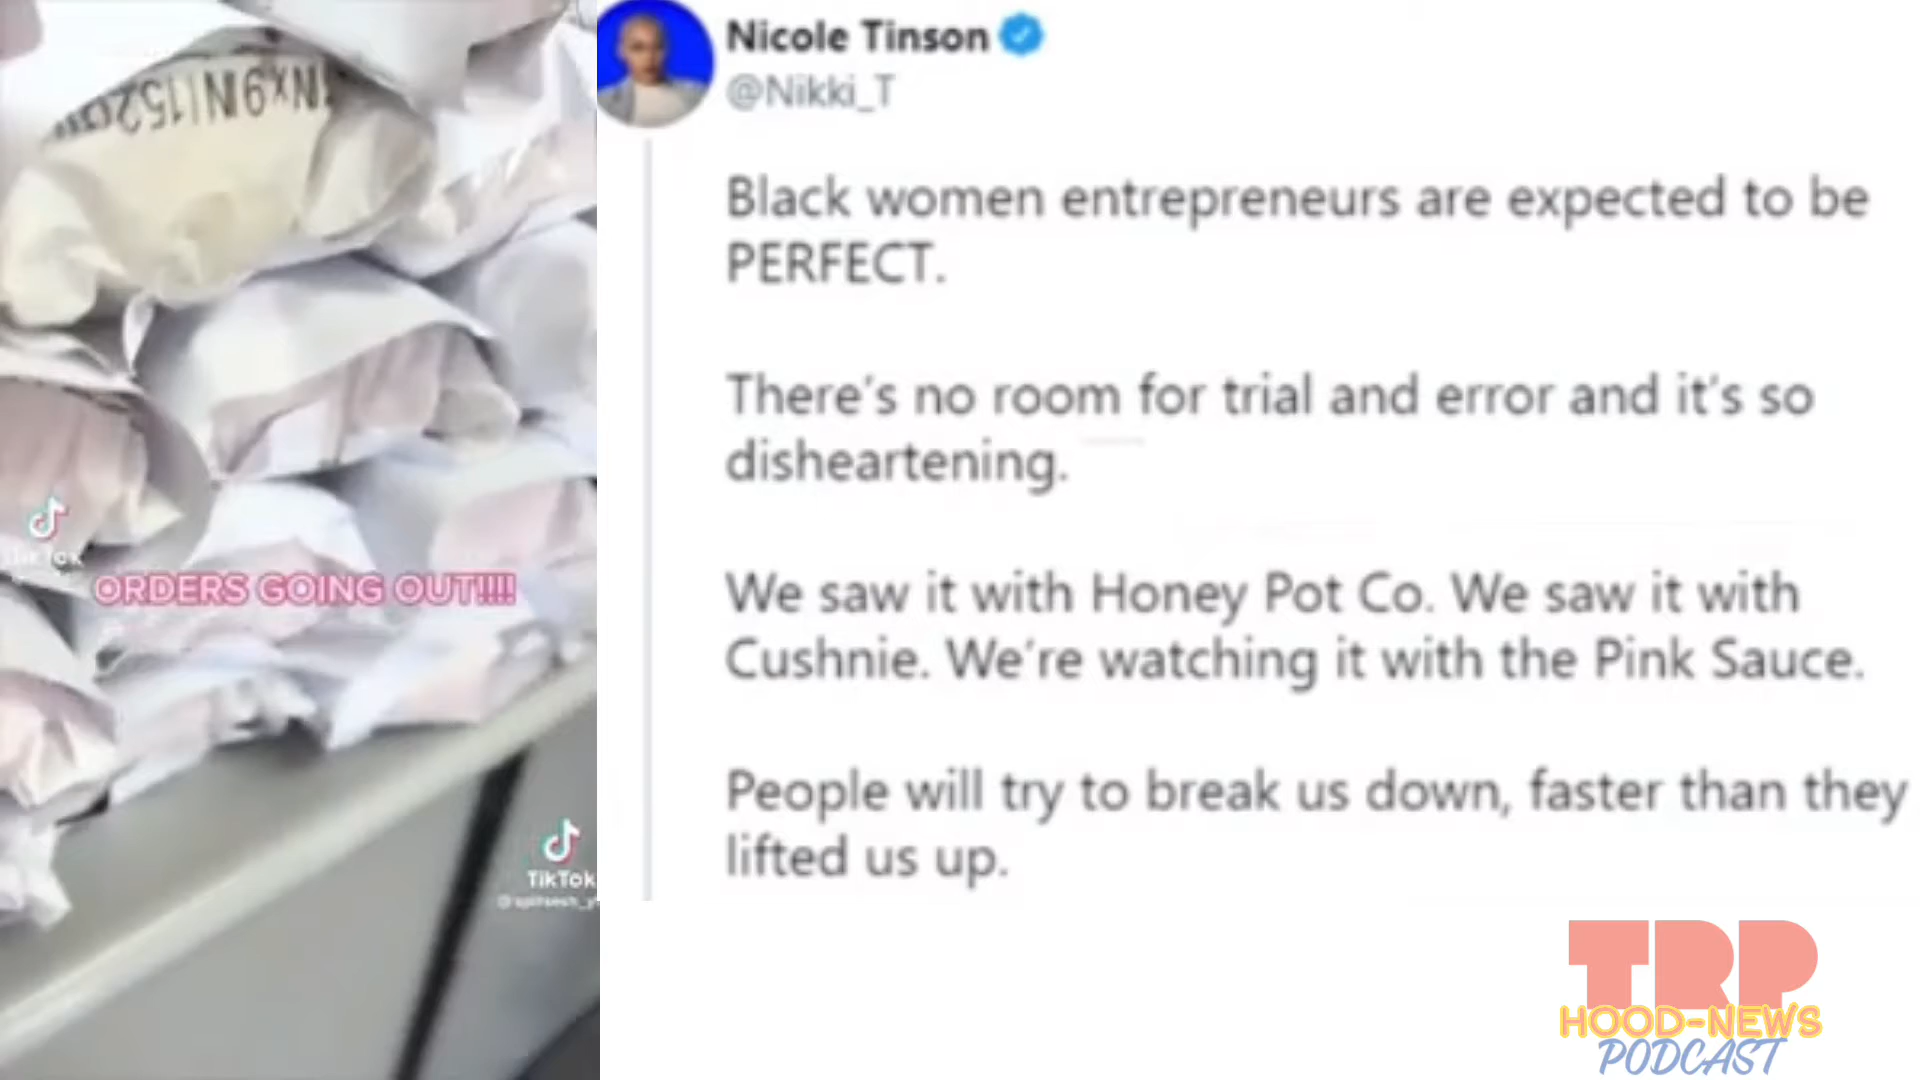 Nicole Tinson
@Nikki_T
Black women entrepreneurs are expected to be
PERFECT.
There's no room for trial and error and it's so
disheartening.
We saw it with Honey Pot Co. We saw it with
Cushnie. We're watching it with the Pink Sauce.
People will try to break us down, faster than they
lifted us up.
ORDERS GOING OUT!!!!
TikTok
TikTok
TRP
HOOD-NEWS
PODCAST